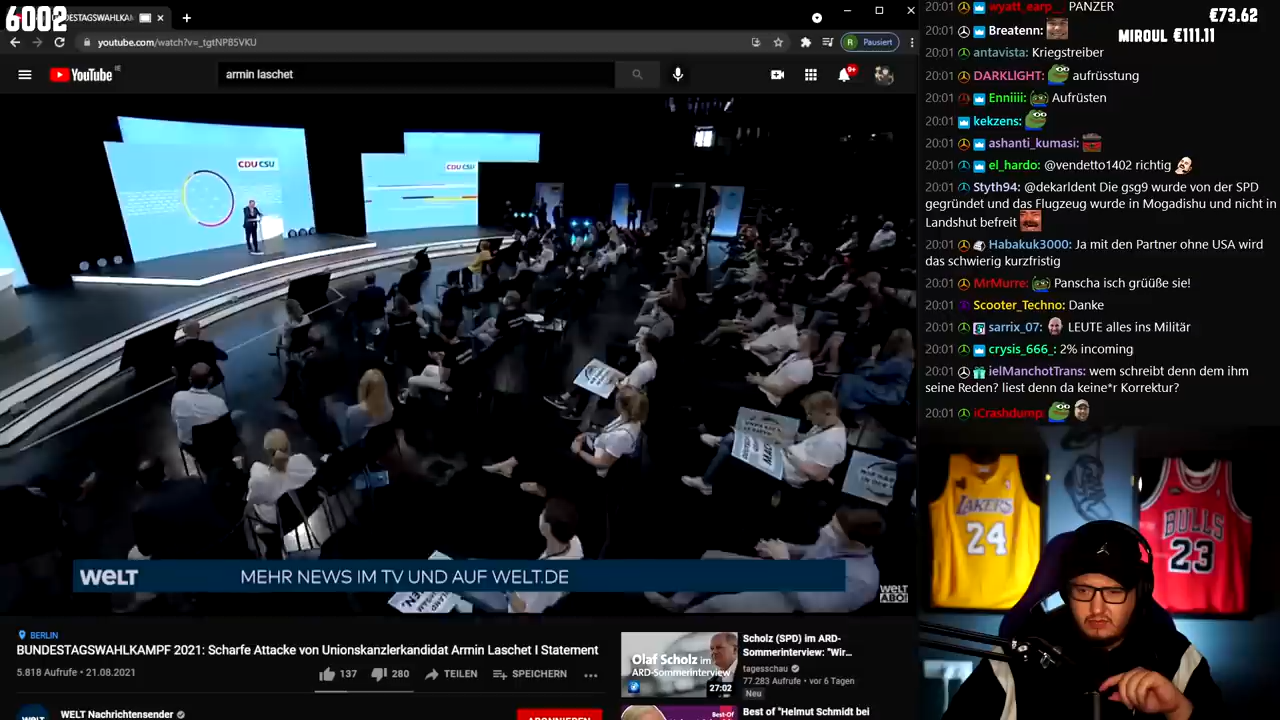 6002
BUNDESTAGSWAHLKAM
youtube.com/watch?v=_tgtNPB5VKU
R Pausiert
YouTube
armin laschet
9+
CDU CSU
CDU CSU
WELT
MEHR NEWS IM TV UND AUF WELT.DE
WELT
ABO!
BERLIN
BUNDESTAGSWAHLKAMPF 2021: Scharfe Attacke von Unionskanzlerkandidat Armin Laschet I Statement
5.818 Aufrufe • 21.08.2021
137
280
TEILEN
SPEICHERN
WELT Nachrichtensender
ABONNIEREN
Olaf Scholz im
ARD-Sommerinterview
27:02
Scholz (SPD) im ARD-
Sommerinterview: "Wir...
tagesschau
77.283 Aufrufe • vor 6 Tagen
Neu
Best of "Helmut Schmidt bei
20:01 wyatt_earp__ PANZER
€73.62
MIROUL €111.11
20:01 Breatenn:
20:01 antavista: Kriegstreiber
20:01 DARKLIGHT: aufrüsstung
20:01 Enniiii: Aufrüsten
20:01 kekzens:
20:01 ashanti_kumasi:
20:01 el_hardo: @vendetto1402 richtig
20:01 Styth94: @dekarldent Die gsg9 wurde von der SPD
gegründet und das Flugzeug wurde in Mogadishu und nicht in
Landshut befreit
20:01 Habakuk3000: Ja mit den Partner ohne USA wird
das schwierig kurzfristig
20:01 MrMurre: Panscha isch grüüße sie!
20:01 Scooter_Techno: Danke
20:01 sarrix_07: LEUTE alles ins Militär
20:01 crysis_666_: 2% incoming
20:01 ielManchotTrans: wem schreibt denn dem ihm
seine Reden? liest denn da keine*r Korrektur?
20:01 iCrashdump:
LAKERS
24
BULLS
23